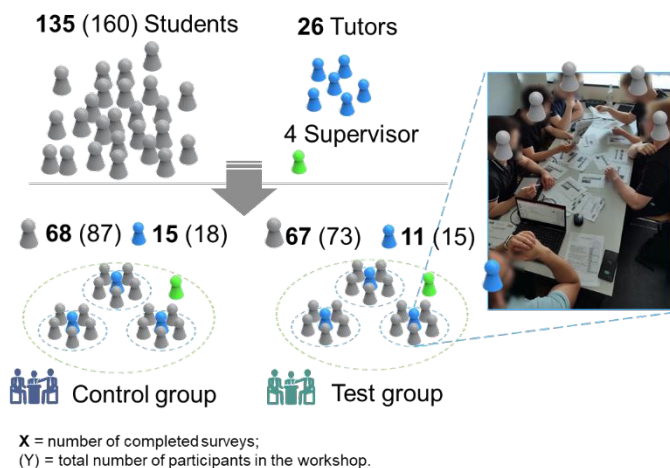 135 (160) Students
26 Tutors
4 Supervisor
68 (87) 15 (18)
67 (73) 11 (15)
Control group
Test group
X = number of completed surveys;
(Y) = total number of participants in the workshop.